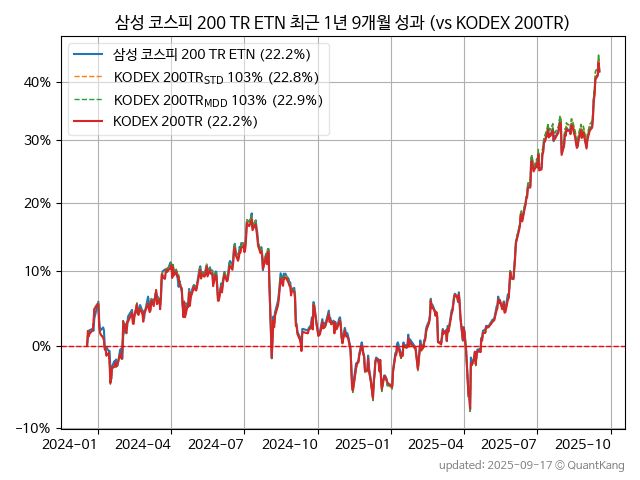 삼성 코스피 200 TR ETN 최근 1년 9개월 성과 (vs KODEX 200TR)
삼성 코스피 200 TR ETN (22.2%)
KODEX 200TRSTD 103% (22.8%)
KODEX 200TRMDD 103% (22.9%)
KODEX 200TR (22.2%)
40%
30%
20%
10%
0%
−10%
2024−01 2024−04 2024−07 2024−10 2025−01 2025−04 2025−07 2025−10
updated: 2025-09-17 © QuantKang